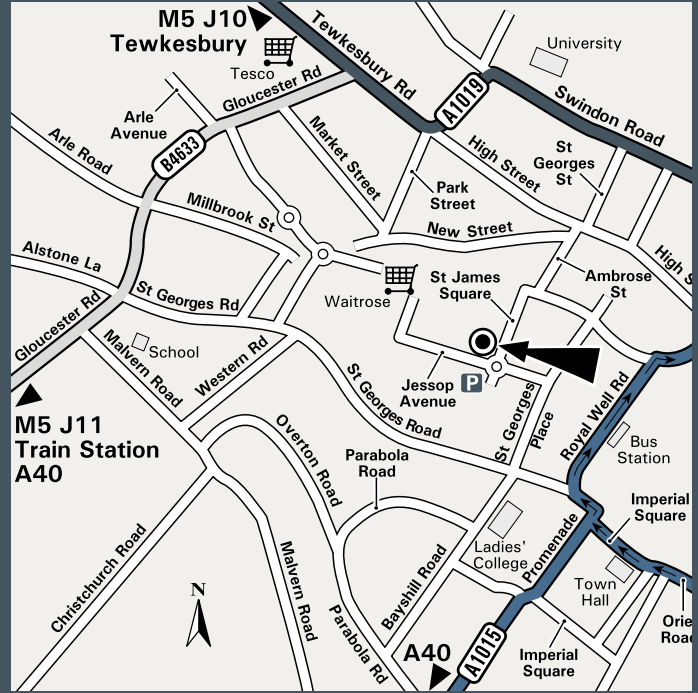 M5 J10
Tewkesbury
Tesco
Tewkesbury Rd
University
A1019
Swindon Road
Gloucester Rd
Arle
Avenue
B4633
Arle Road
Market Street
High Street
St
Georges
St
Park
Street
Millbrook St
New Street
High S
Alstone La
St Georges Rd
Waitrose
St James
Square
Ambrose
St
Gloucester Rd
School
Malvern Road
Western Rd
Jessop
Avenue
P
St Georges
Place
Royal Well Rd
M5 J11
Train Station
A40
St Georges Road
Overton Road
Parabola
Road
Bus
Station
Imperial
Square
Ladies'
College
Promenade
Town
Hall
Christchurch Road
Malvern Road
Parabola Rd
Bayshill Road
N
A40
A1015
Imperial
Square
Orie
Road